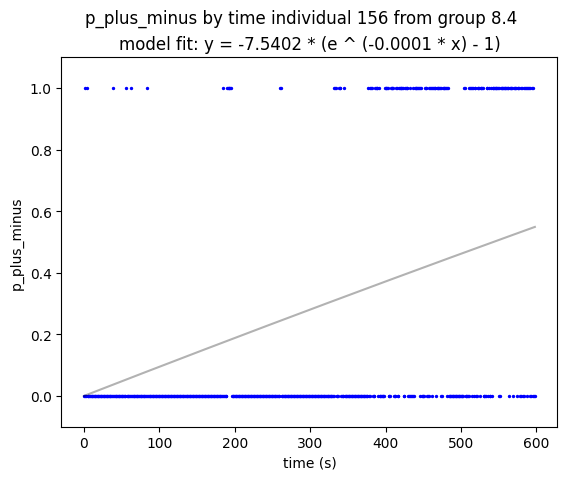 p_plus_minus by time individual 156 from group 8.4
model fit: y = -7.5402 * (e ^ (-0.0001 * x) - 1)
1.0
0.8
0.6
0.4
0.2
0.0
p_plus_minus
0 100 200 300 400 500 600
time (s)